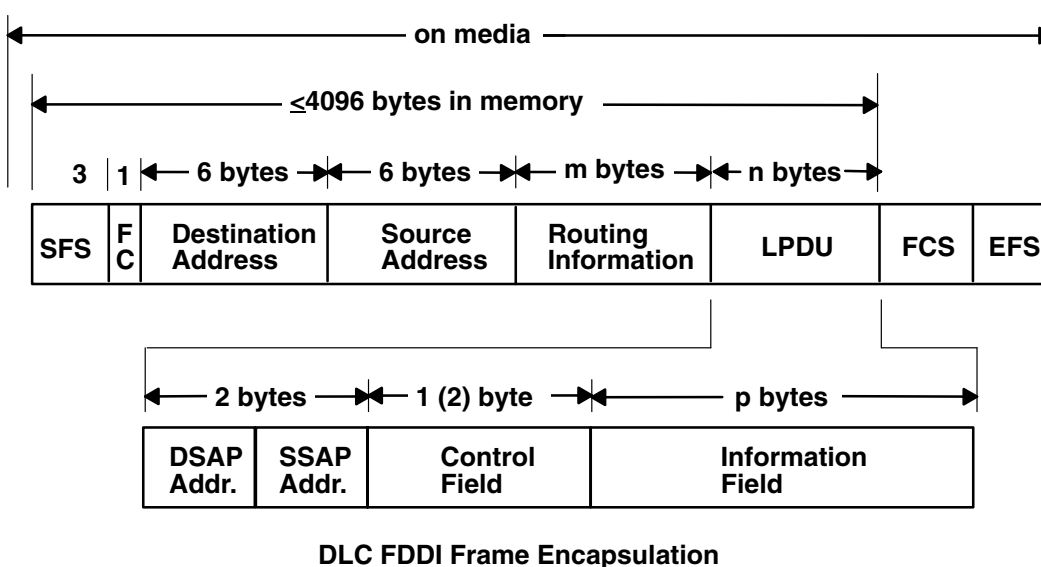 on media
≤4096 bytes in memory
3 1 6 bytes 6 bytes m bytes n bytes
SFS
F
C
Destination
Address
Source
Address
Routing
Information
LPDU
FCS
EFS
2 bytes 1 (2) byte p bytes
DSAP
Addr.
SSAP
Addr.
Control
Field
Information
Field
DLC FDDI Frame Encapsulation